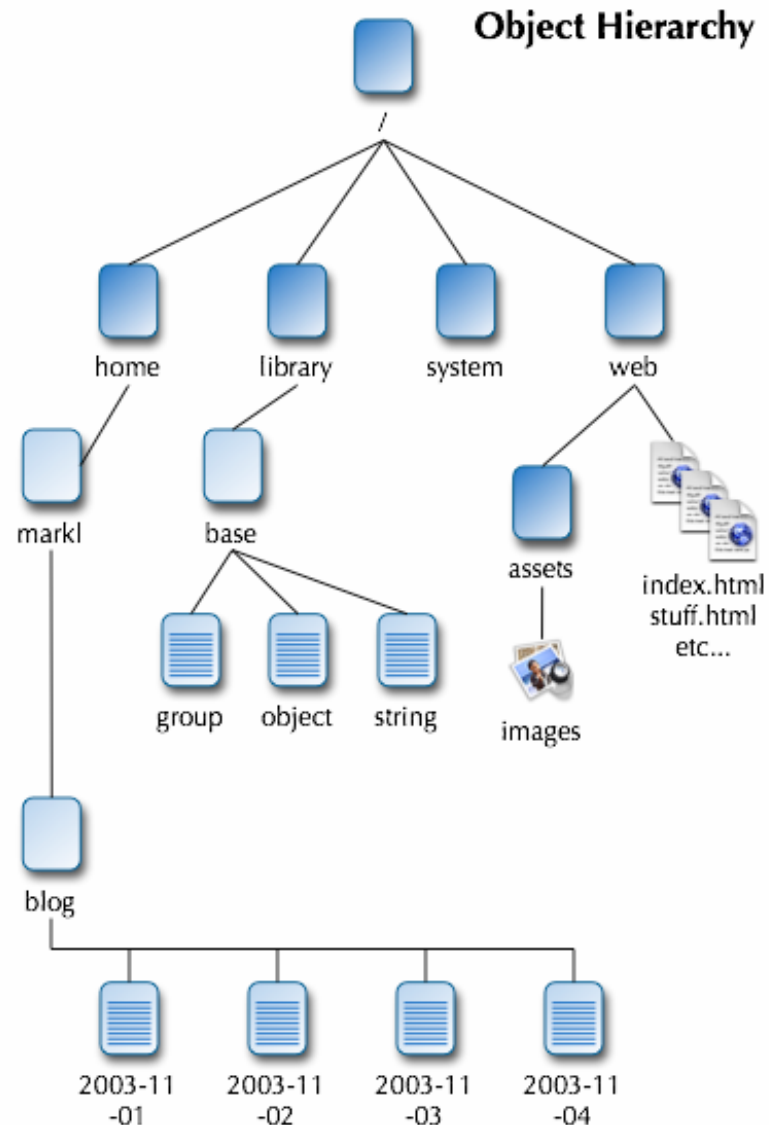 Object Hierarchy
/
home
library
system
web
markl
base
assets
index.html
stuff.html
etc...
group
object
string
images
blog
2003-11
-01
2003-11
-02
2003-11
-03
2003-11
-04